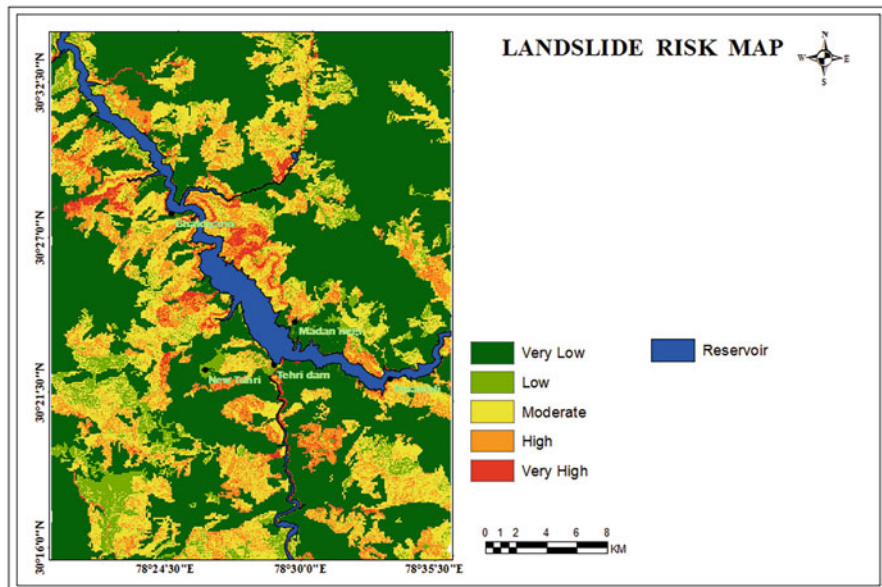 LANDSLIDE RISK MAP
N
W E
S
30°32'30"N
30°27'0"N
30°21'30"N
30°16'0"N
78°24'30"E
78°30'0"E
78°35'30"E
New Tehri
Tehri dam
Very Low
Low
Moderate
High
Very High
Reservoir
0 1 2 4 6 8
KM